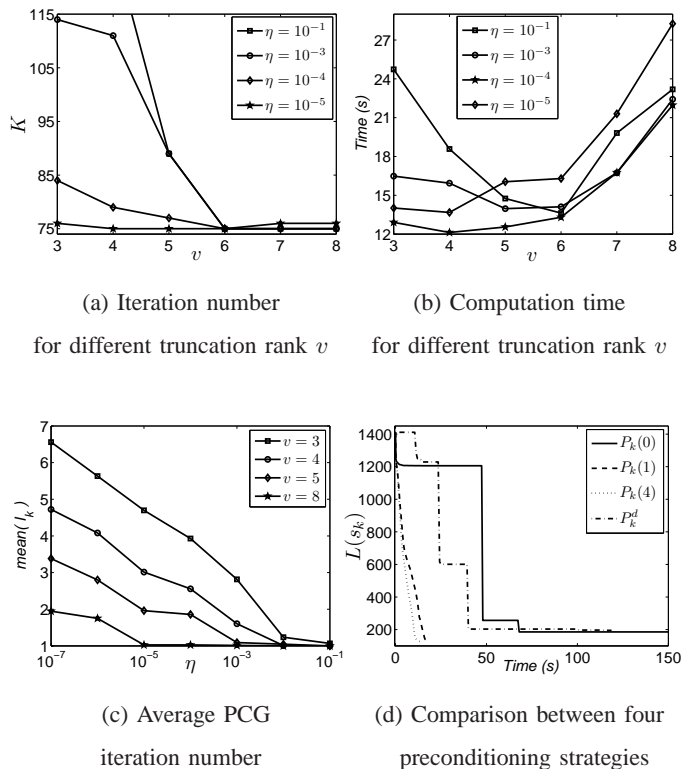 115
95
75
K
3 4 5 6 7 8
v
η = 10^{-1}
η = 10^{-3}
η = 10^{-4}
η = 10^{-5}
27
24
21
18
15
12
Time (s)
3 4 5 6 7 8
v
η = 10^{-1}
η = 10^{-3}
η = 10^{-4}
η = 10^{-5}
(a) Iteration number
for different truncation rank v
(b) Computation time
for different truncation rank v
7
6
5
4
3
2
1
mean(I_k)
10^{-7} 10^{-5} 10^{-3} 10^{-1}
η
v = 3
v = 4
v = 5
v = 8
1400
1200
1000
800
600
400
200
L(s_k)
0 50 100 150
Time (s)
P_k(0)
P_k(1)
P_k(4)
P_k^d
(c) Average PCG
iteration number
(d) Comparison between four
preconditioning strategies